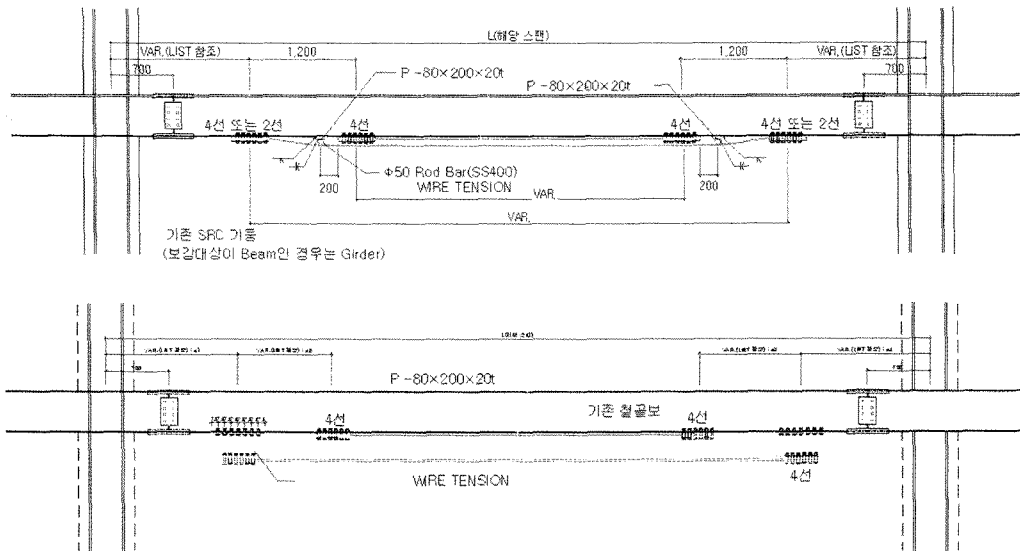 L(해당 스팬)
VAR.(LIST 참조) 1,200 1,200 VAR.(LIST 참조)
700 700
P -80×200×20t
P -80×200×20t
4선 또는 2선 4선 4선 4선 또는 2선
Φ50 Rod Bar(SS400)
200 WIRE TENSION 200
VAR.
VAR.
기존 SRC 기둥
(보강대상이 Beam인 경우는 Girder)
P -80×200×20t
기존 철골보
4선 4선
WIRE TENSION
4선